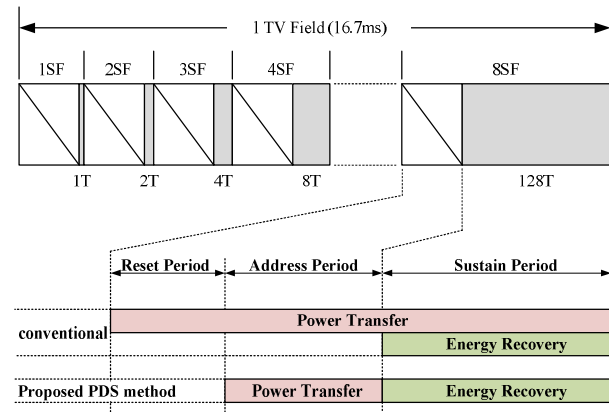 1 TV Field (16.7ms)
1SF 2SF 3SF 4SF 8SF
1T 2T 4T 8T 128T
Reset Period Address Period Sustain Period
conventional
Power Transfer
Energy Recovery
Proposed PDS method Power Transfer Energy Recovery